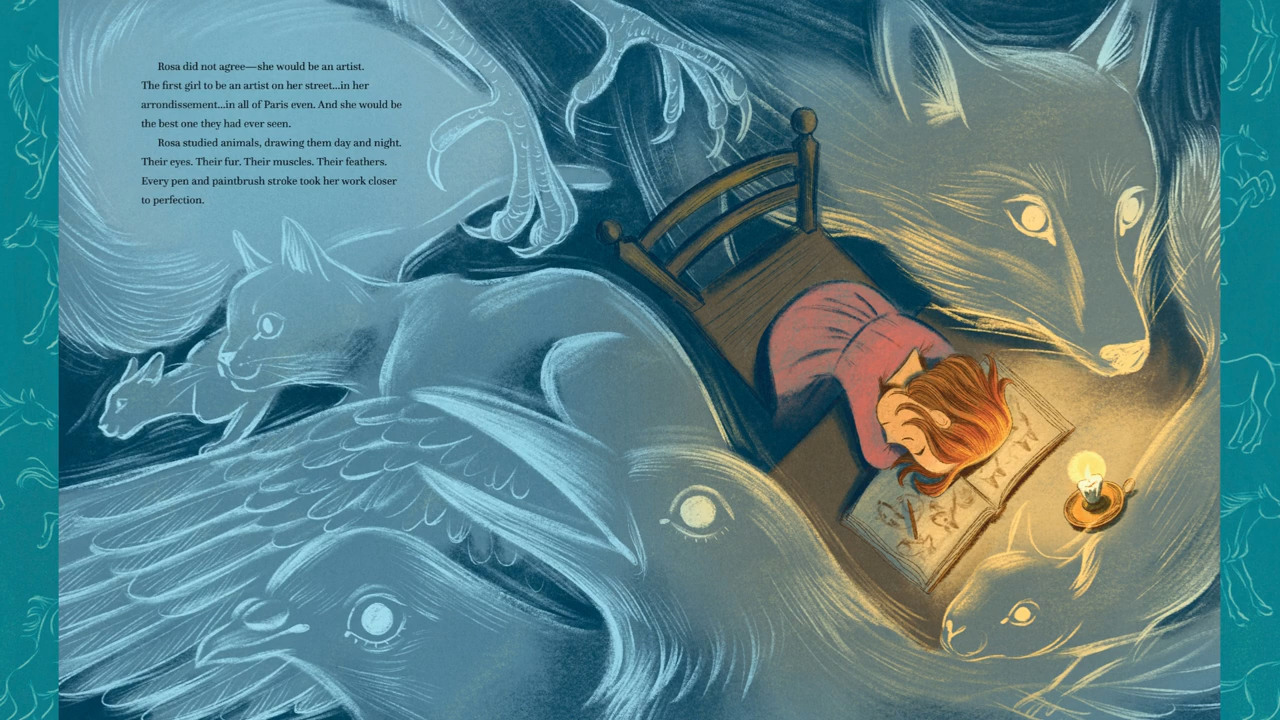 Rosa did not agree—she would be an artist.
The first girl to be an artist on her street...in her
arrondissement...in all of Paris even. And she would be
the best one they had ever seen.
Rosa studied animals, drawing them day and night.
Their eyes. Their fur. Their muscles. Their feathers.
Every pen and paintbrush stroke took her work closer
to perfection.